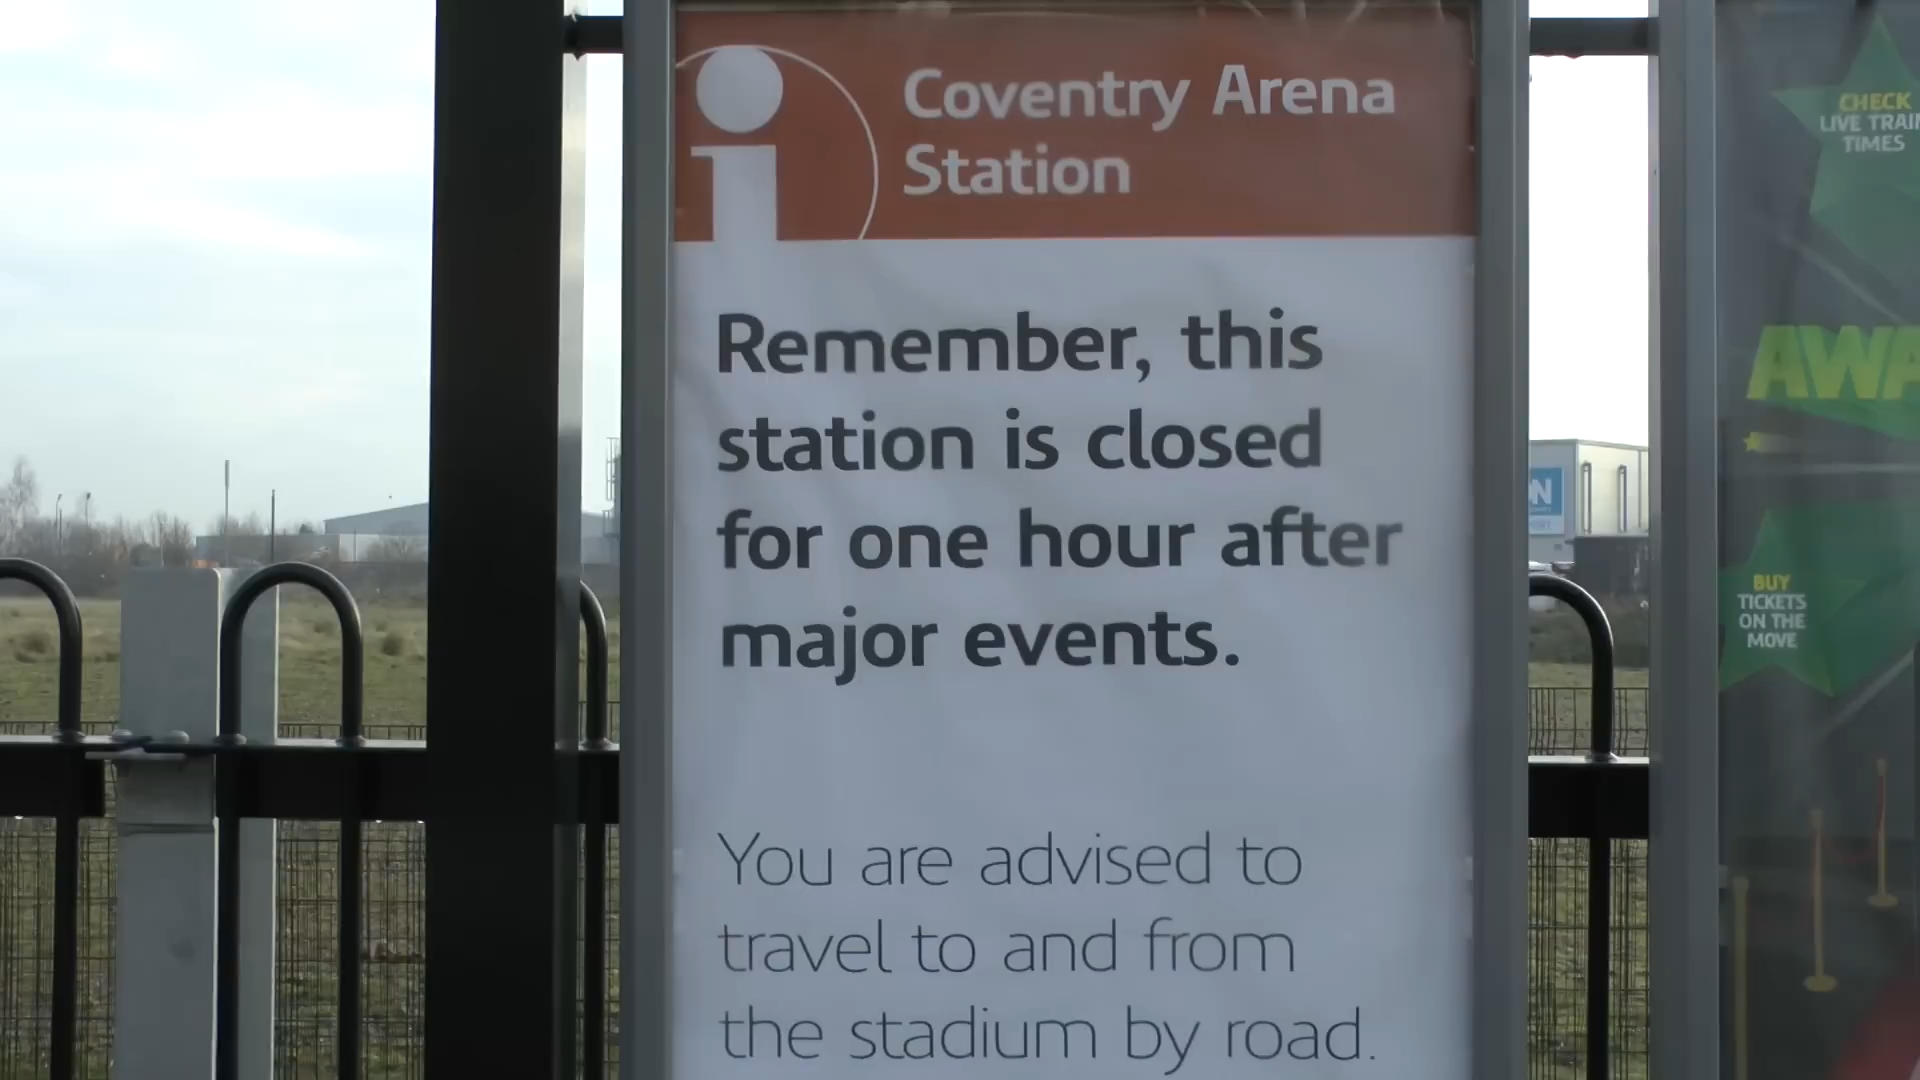 Coventry Arena
Station
Remember, this
station is closed
for one hour after
major events.
You are advised to
travel to and from
the stadium by road.
CHECK
LIVE TRAIN
TIMES
BUY
TICKETS
ON THE
MOVE